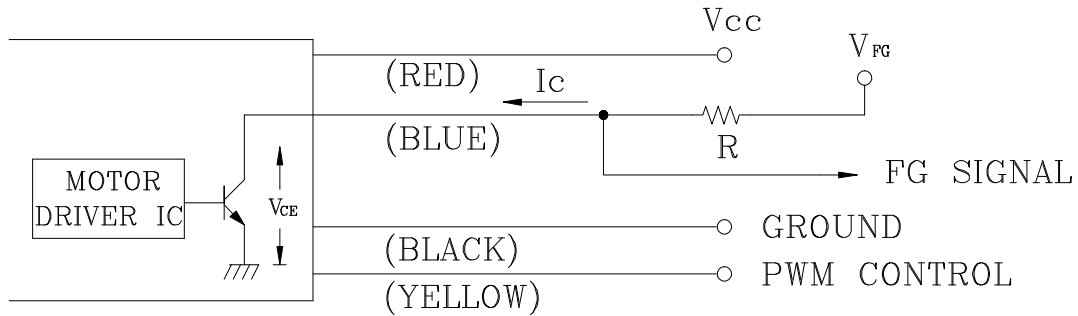 Vcc
VFG
(RED)
Ic
(BLUE)
R
FG SIGNAL
MOTOR
DRIVER IC
VCE
(BLACK)
GROUND
(YELLOW)
PWM CONTROL